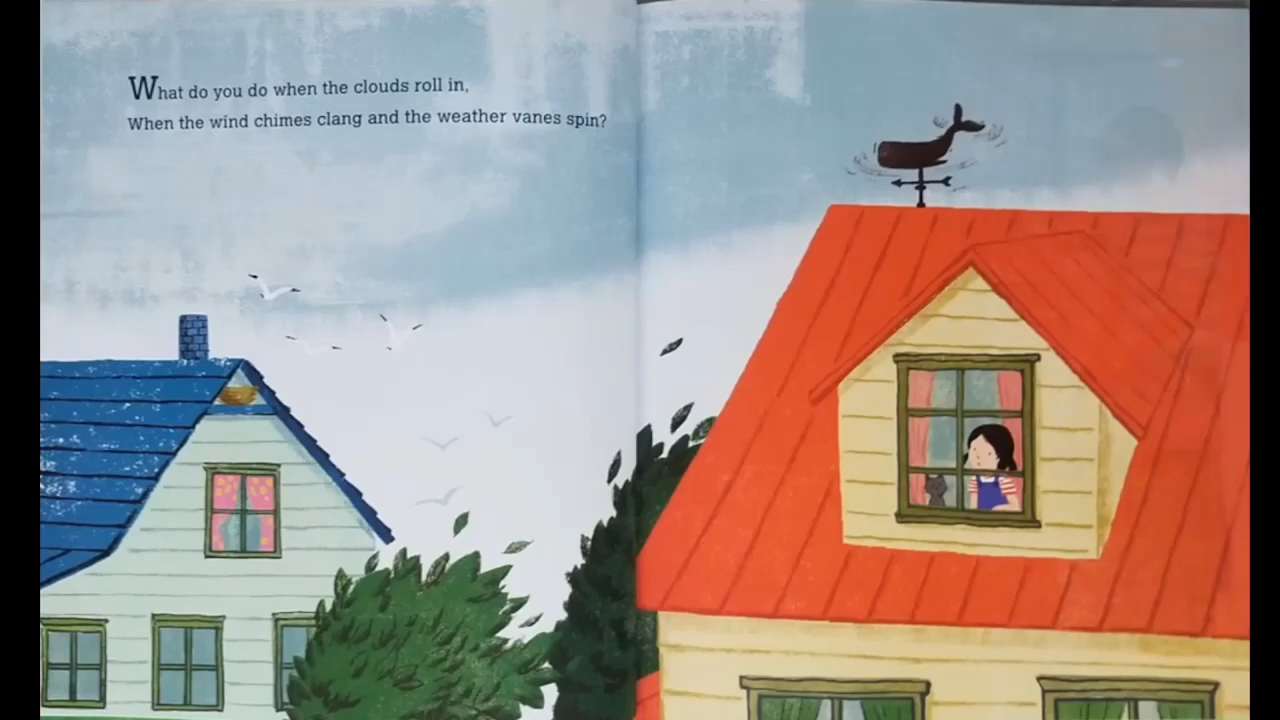 What do you do when the clouds roll in,
When the wind chimes clang and the weather vanes spin?